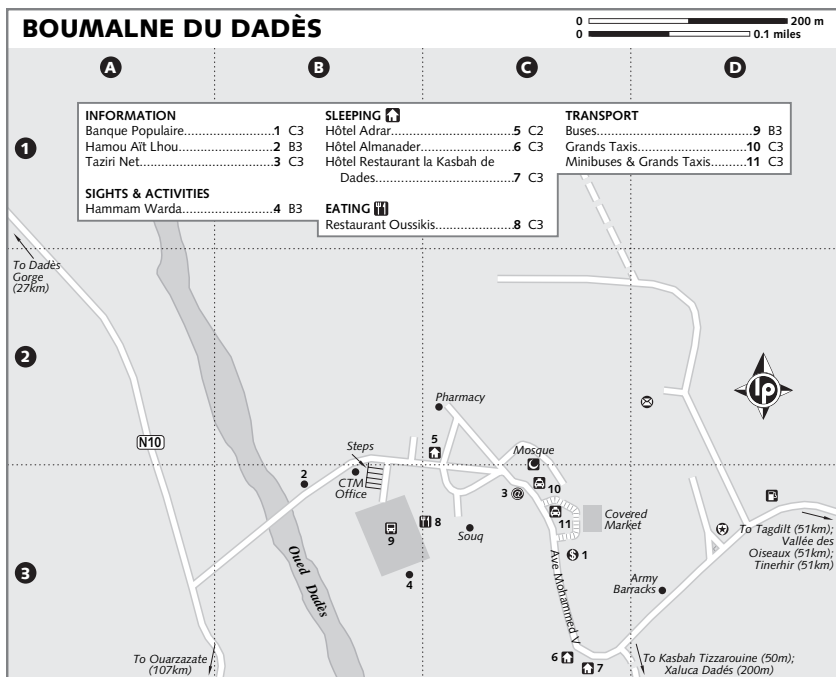 BOUMALNE DU DADÈS
0 200 m
0 0.1 miles
A B C D
1
INFORMATION
Banque Populaire......................1 C3
Hamou Aït Lhou.......................2 B3
Taziri Net..................................3 C3
SIGHTS & ACTIVITIES
Hammam Warda......................4 B3
SLEEPING
Hôtel Adrar..............................5 C2
Hôtel Almanader......................6 C3
Hôtel Restaurant la Kasbah de
Dades...................................7 C3
EATING
Restaurant Oussikis...................8 C3
TRANSPORT
Buses.......................................9 B3
Grands Taxis...........................10 C3
Minibuses & Grands Taxis........11 C3
To Dadès
Gorge
(27km)
2
lp
Pharmacy
N10
Steps
5
Mosque
2
CTM
Office
3 @
10
9
8
Souq
11
Covered
Market
$ 1
To Tagdilt (51km);
Vallée des
Oiseaux (51km);
Tinerhir (51km)
3
Oued Dadès
4
Ave Mohammed V
Army
Barracks
To Ouarzazate
(107km)
6
7
To Kasbah Tizzarouine (50m);
Xaluca Dadés (200m)